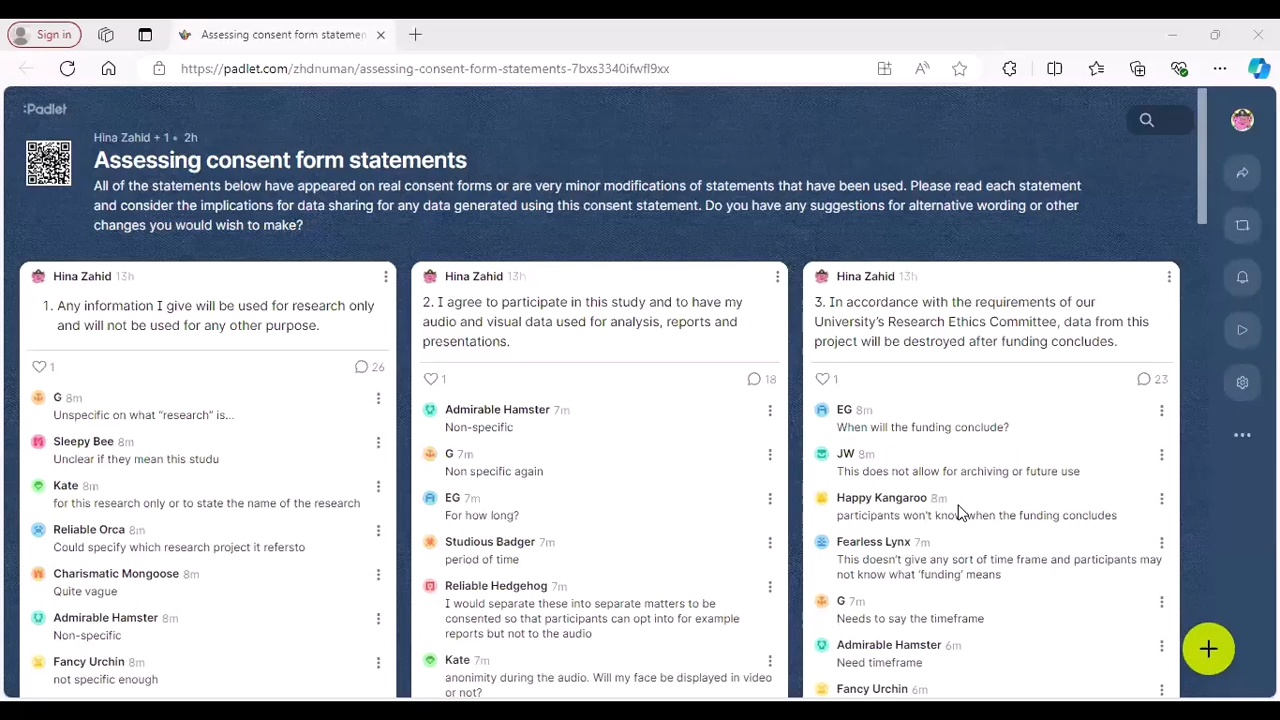 Sign in
Assessing consent form statemen
https://padlet.com/zhdnuman/assessing-consent-form-statements-7bxs3340ifwfl9xx
:Padlet
Hina Zahid + 1 • 2h
Assessing consent form statements
All of the statements below have appeared on real consent forms or are very minor modifications of statements that have been used. Please read each statement
and consider the implications for data sharing for any data generated using this consent statement. Do you have any suggestions for alternative wording or other
changes you would wish to make?
Hina Zahid 13h
1. Any information I give will be used for research only
and will not be used for any other purpose.
1
26
G 8m
Unspecific on what “research” is...
Sleepy Bee 8m
Unclear if they mean this studu
Kate 8m
for this research only or to state the name of the research
Reliable Orca 8m
Could specify which research project it refersto
Charismatic Mongoose 8m
Quite vague
Admirable Hamster 8m
Non-specific
Fancy Urchin 8m
not specific enough
Hina Zahid 13h
2. I agree to participate in this study and to have my
audio and visual data used for analysis, reports and
presentations.
1
18
Admirable Hamster 7m
Non-specific
G 7m
Non specific again
EG 7m
For how long?
Studious Badger 7m
period of time
Reliable Hedgehog 7m
I would separate these into separate matters to be
consented so that participants can opt into for example
reports but not to the audio
Kate 7m
anonimity during the audio. Will my face be displayed in video
or not?
Hina Zahid 13h
3. In accordance with the requirements of our
University’s Research Ethics Committee, data from this
project will be destroyed after funding concludes.
1
23
EG 8m
When will the funding conclude?
JW 8m
This does not allow for archiving or future use
Happy Kangaroo 8m
participants won't know when the funding concludes
Fearless Lynx 7m
This doesn’t give any sort of time frame and participants may
not know what ‘funding’ means
G 7m
Needs to say the timeframe
Admirable Hamster 6m
Need timeframe
Fancy Urchin 6m